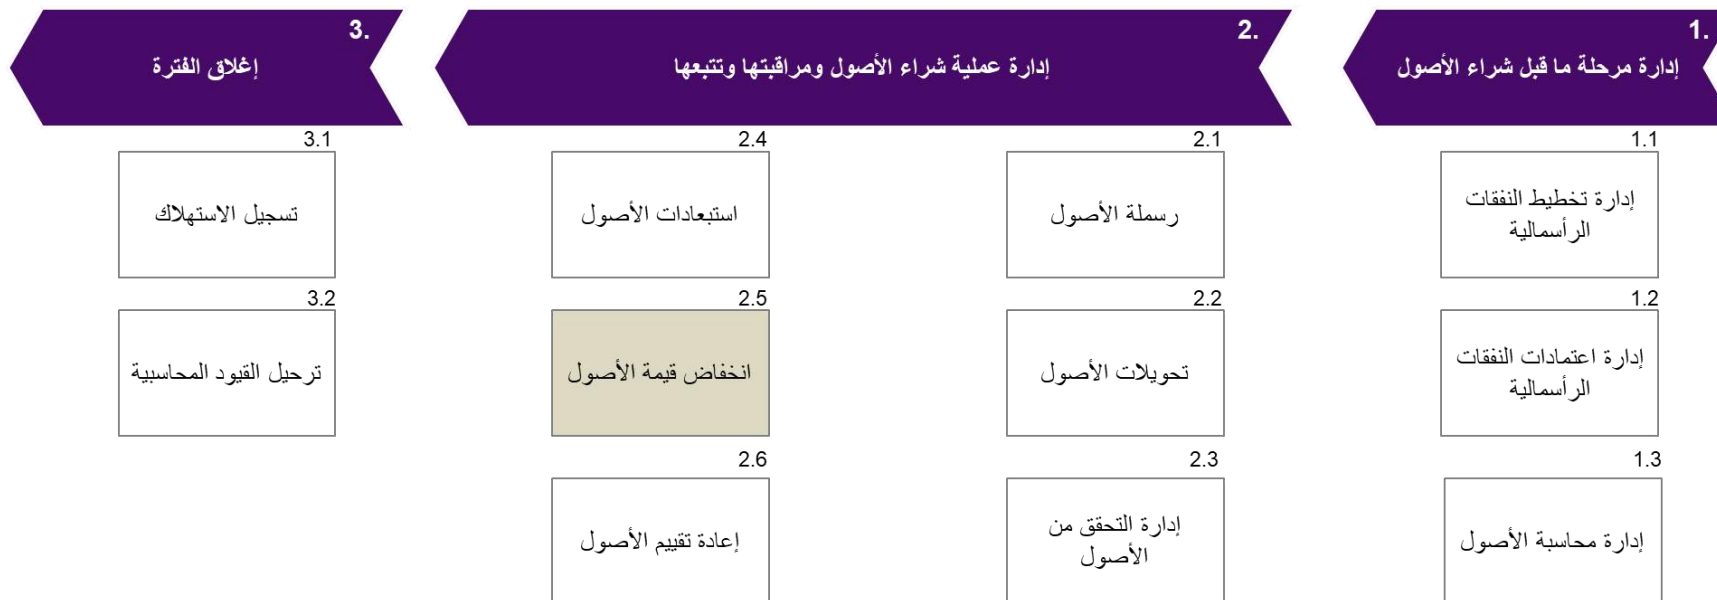 1.
إدارة مرحلة ما قبل شراء الأصول
1.1
إدارة تخطيط النفقات
الرأسمالية
1.2
إدارة اعتمادات النفقات
الرأسمالية
1.3
إدارة محاسبة الأصول
2.
إدارة عملية شراء الأصول ومراقبتها وتتبعها
2.1
رسملة الأصول
2.2
تحويلات الأصول
2.3
إدارة التحقق من
الأصول
2.4
استبعادات الأصول
2.5
انخفاض قيمة الأصول
2.6
إعادة تقييم الأصول
3.
إغلاق الفترة
3.1
تسجيل الاستهلاك
3.2
ترحيل القيود المحاسبية